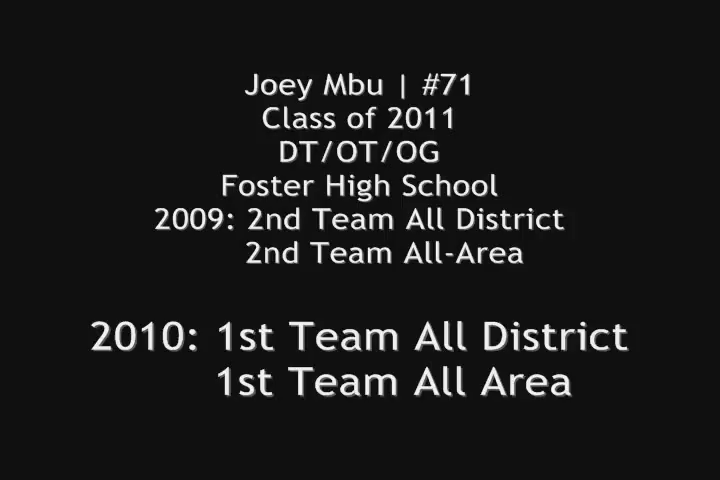 Joey Mbu | #71
Class of 2011
DT/OT/OG
Foster High School
2009: 2nd Team All District
2nd Team All-Area
2010: 1st Team All District
1st Team All Area